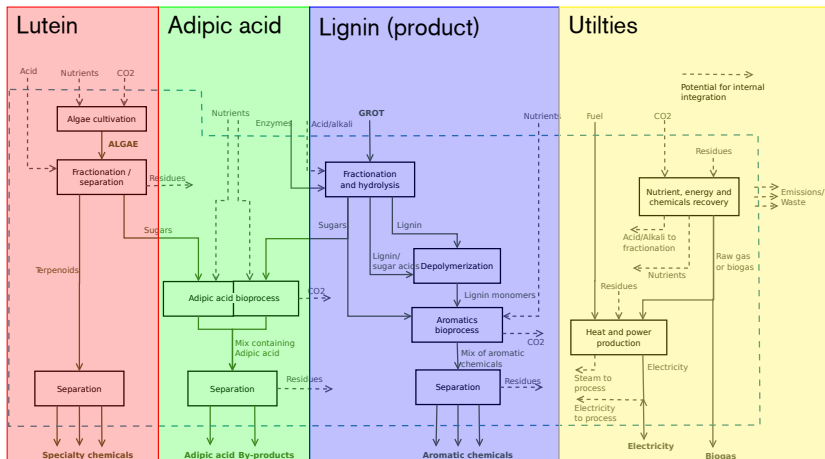 Lutein
Adipic acid
Lignin (product)
Utilties
Acid
Nutrients
CO2
Algae cultivation
ALGAE
Fractionation /
separation
Residues
Sugars
Terpenoids
Separation
Specialty chemicals
Nutrients
Adipic acid bioprocess
CO2
Mix containing
Adipic acid
Separation
Residues
Adipic acid
By-products
Enzymes
Acid/alkali
GROT
Nutrients
Fractionation
and hydrolysis
Sugars
Lignin
Lignin/
sugar acids
Depolymerization
Lignin monomers
Aromatics
bioprocess
CO2
Mix of aromatic
chemicals
Separation
Residues
Aromatic chemicals
Potential for internal
integration
Fuel
CO2
Residues
Nutrient, energy and
chemicals recovery
Emissions/
Waste
Acid/Alkali to
fractionation
Raw gas
or biogas
Nutrients
Residues
Heat and power
production
Steam to
process
Electricity
Electricity
to process
Electricity
Biogas